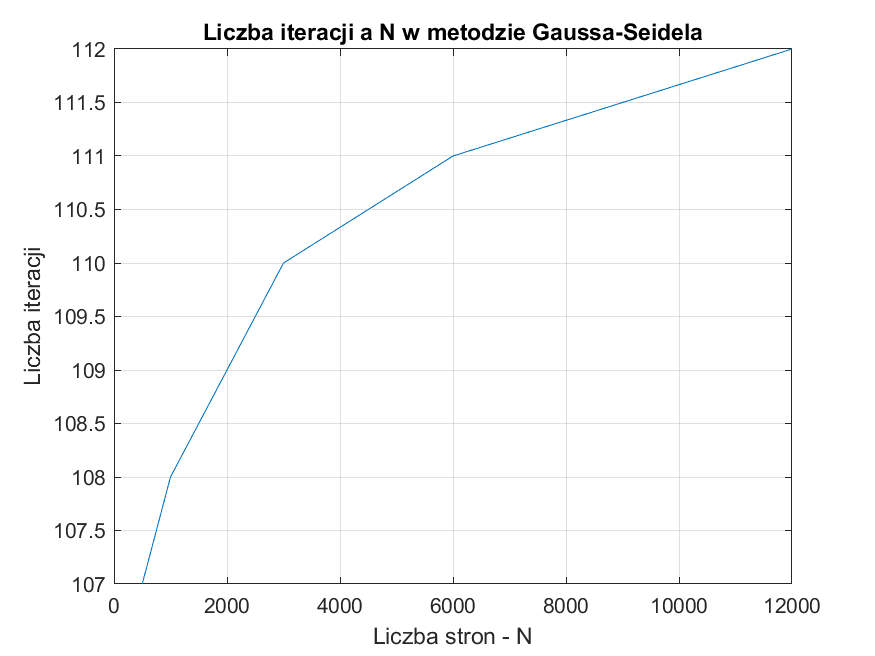 Liczba iteracji a N w metodzie Gaussa-Seidela
112
111.5
111
110.5
110
109.5
109
108.5
108
107.5
107
Liczba iteracji
0 2000 4000 6000 8000 10000 12000
Liczba stron - N